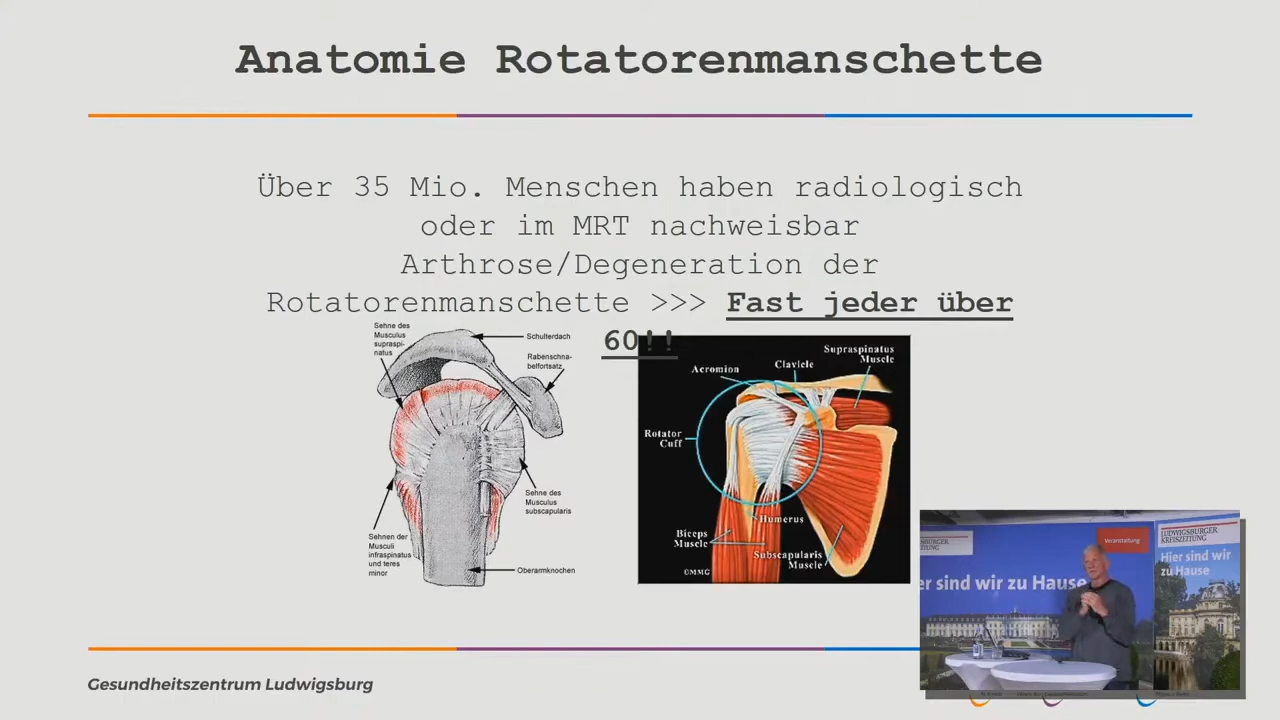 Anatomie Rotatorenmanschette
Über 35 Mio. Menschen haben radiologisch
oder im MRT nachweisbar
Arthrose/Degeneration der
Rotatorenmanschette >>> Fast jeder über
60!!
Sehne des
Musculus
supraspi-
natus
Schulterdach
Rabenschna-
belfortsatz
Sehne des
Musculus
subscapularis
Sehnen der
Musculi
infraspinatus
und teres
minor
Oberarmknochen
Supraspinatus
Muscle
Clavicle
Acromion
Rotator
Cuff
Humerus
Biceps
Muscle
Subscapularis
Muscle
©MMG
GSBURGER
ZEITUNG
Veranstaltung
LUDWIGSBURGER
KREISZEITUNG
er sind wir zu Hause
Hier sind wir
zu Hause
Gesundheitszentrum Ludwigsburg